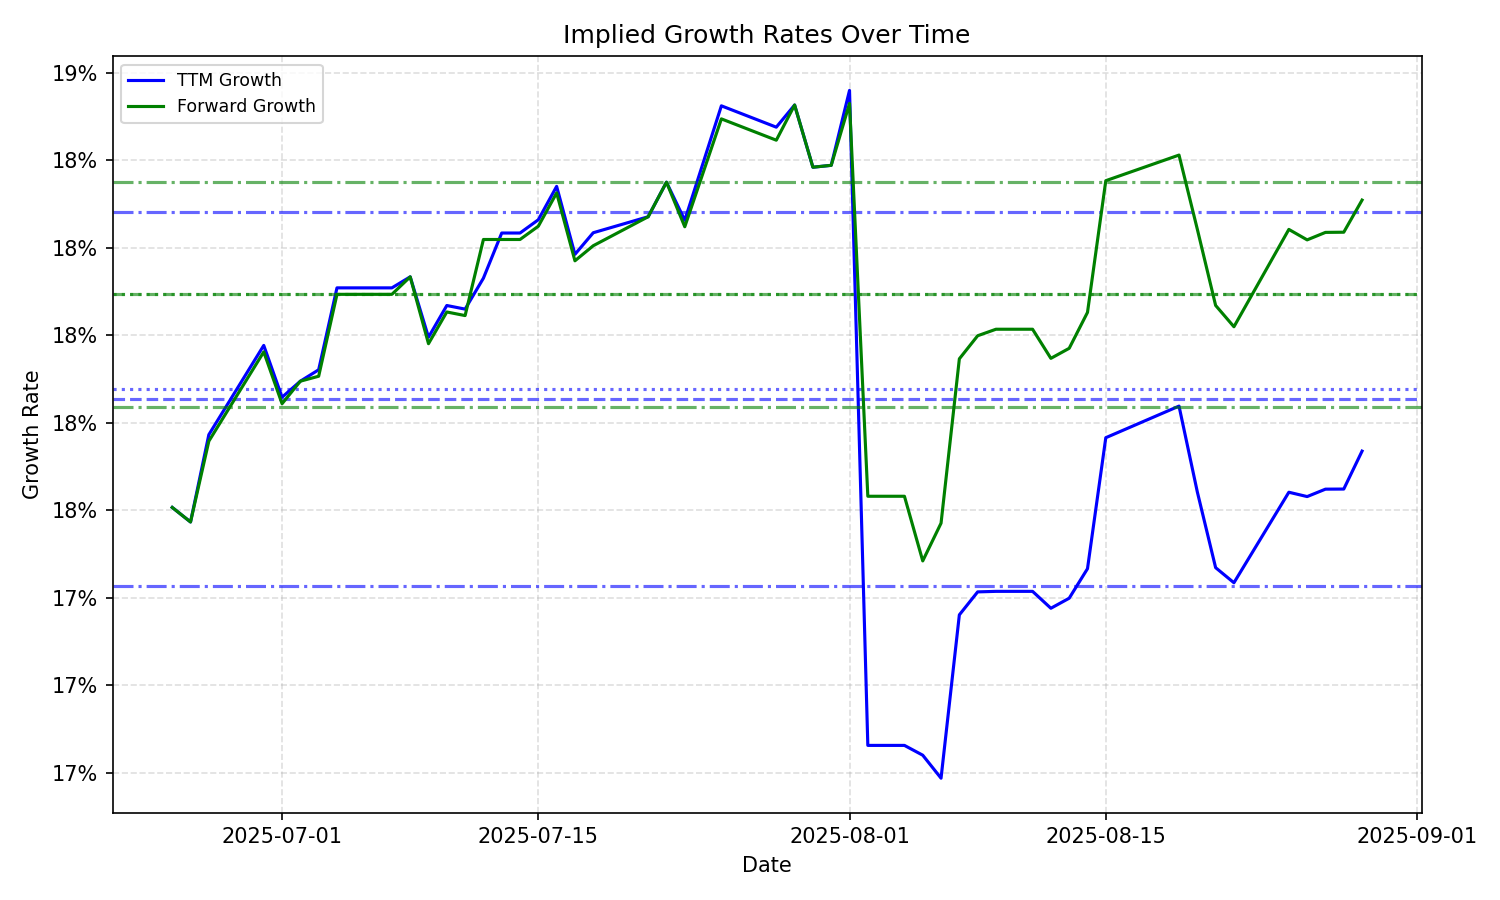 Implied Growth Rates Over Time
TTM Growth
Forward Growth
Growth Rate
19%
18%
18%
18%
18%
18%
17%
17%
17%
2025-07-01
2025-07-15
2025-08-01
2025-08-15
2025-09-01
Date